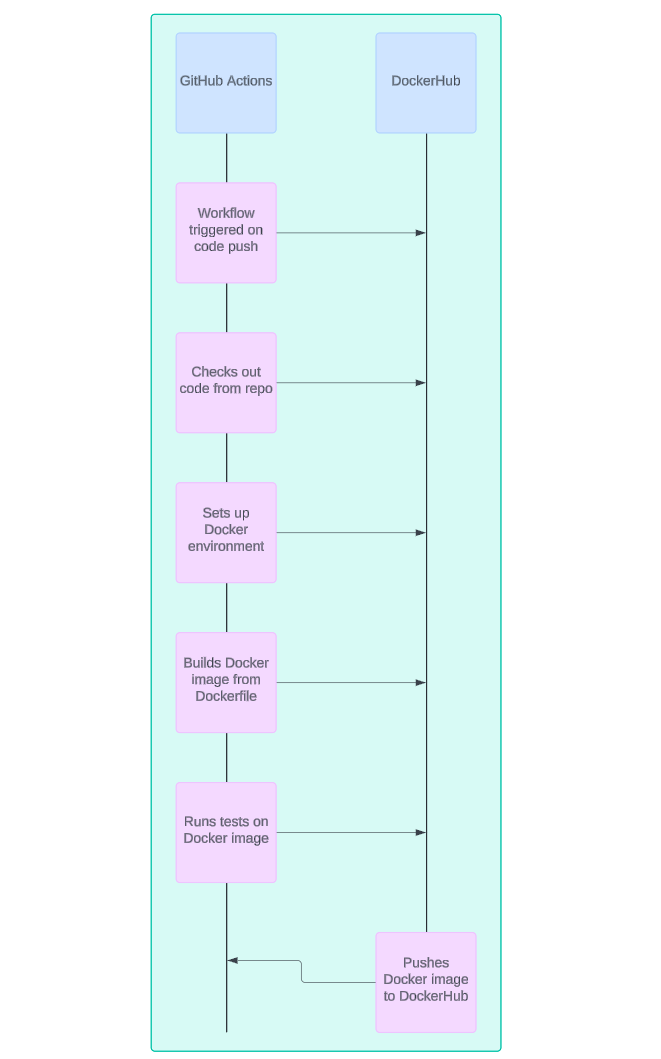 GitHub Actions
DockerHub
Workflow
triggered on
code push
Checks out
code from repo
Sets up
Docker
environment
Builds Docker
image from
Dockerfile
Runs tests on
Docker image
Pushes
Docker image
to DockerHub